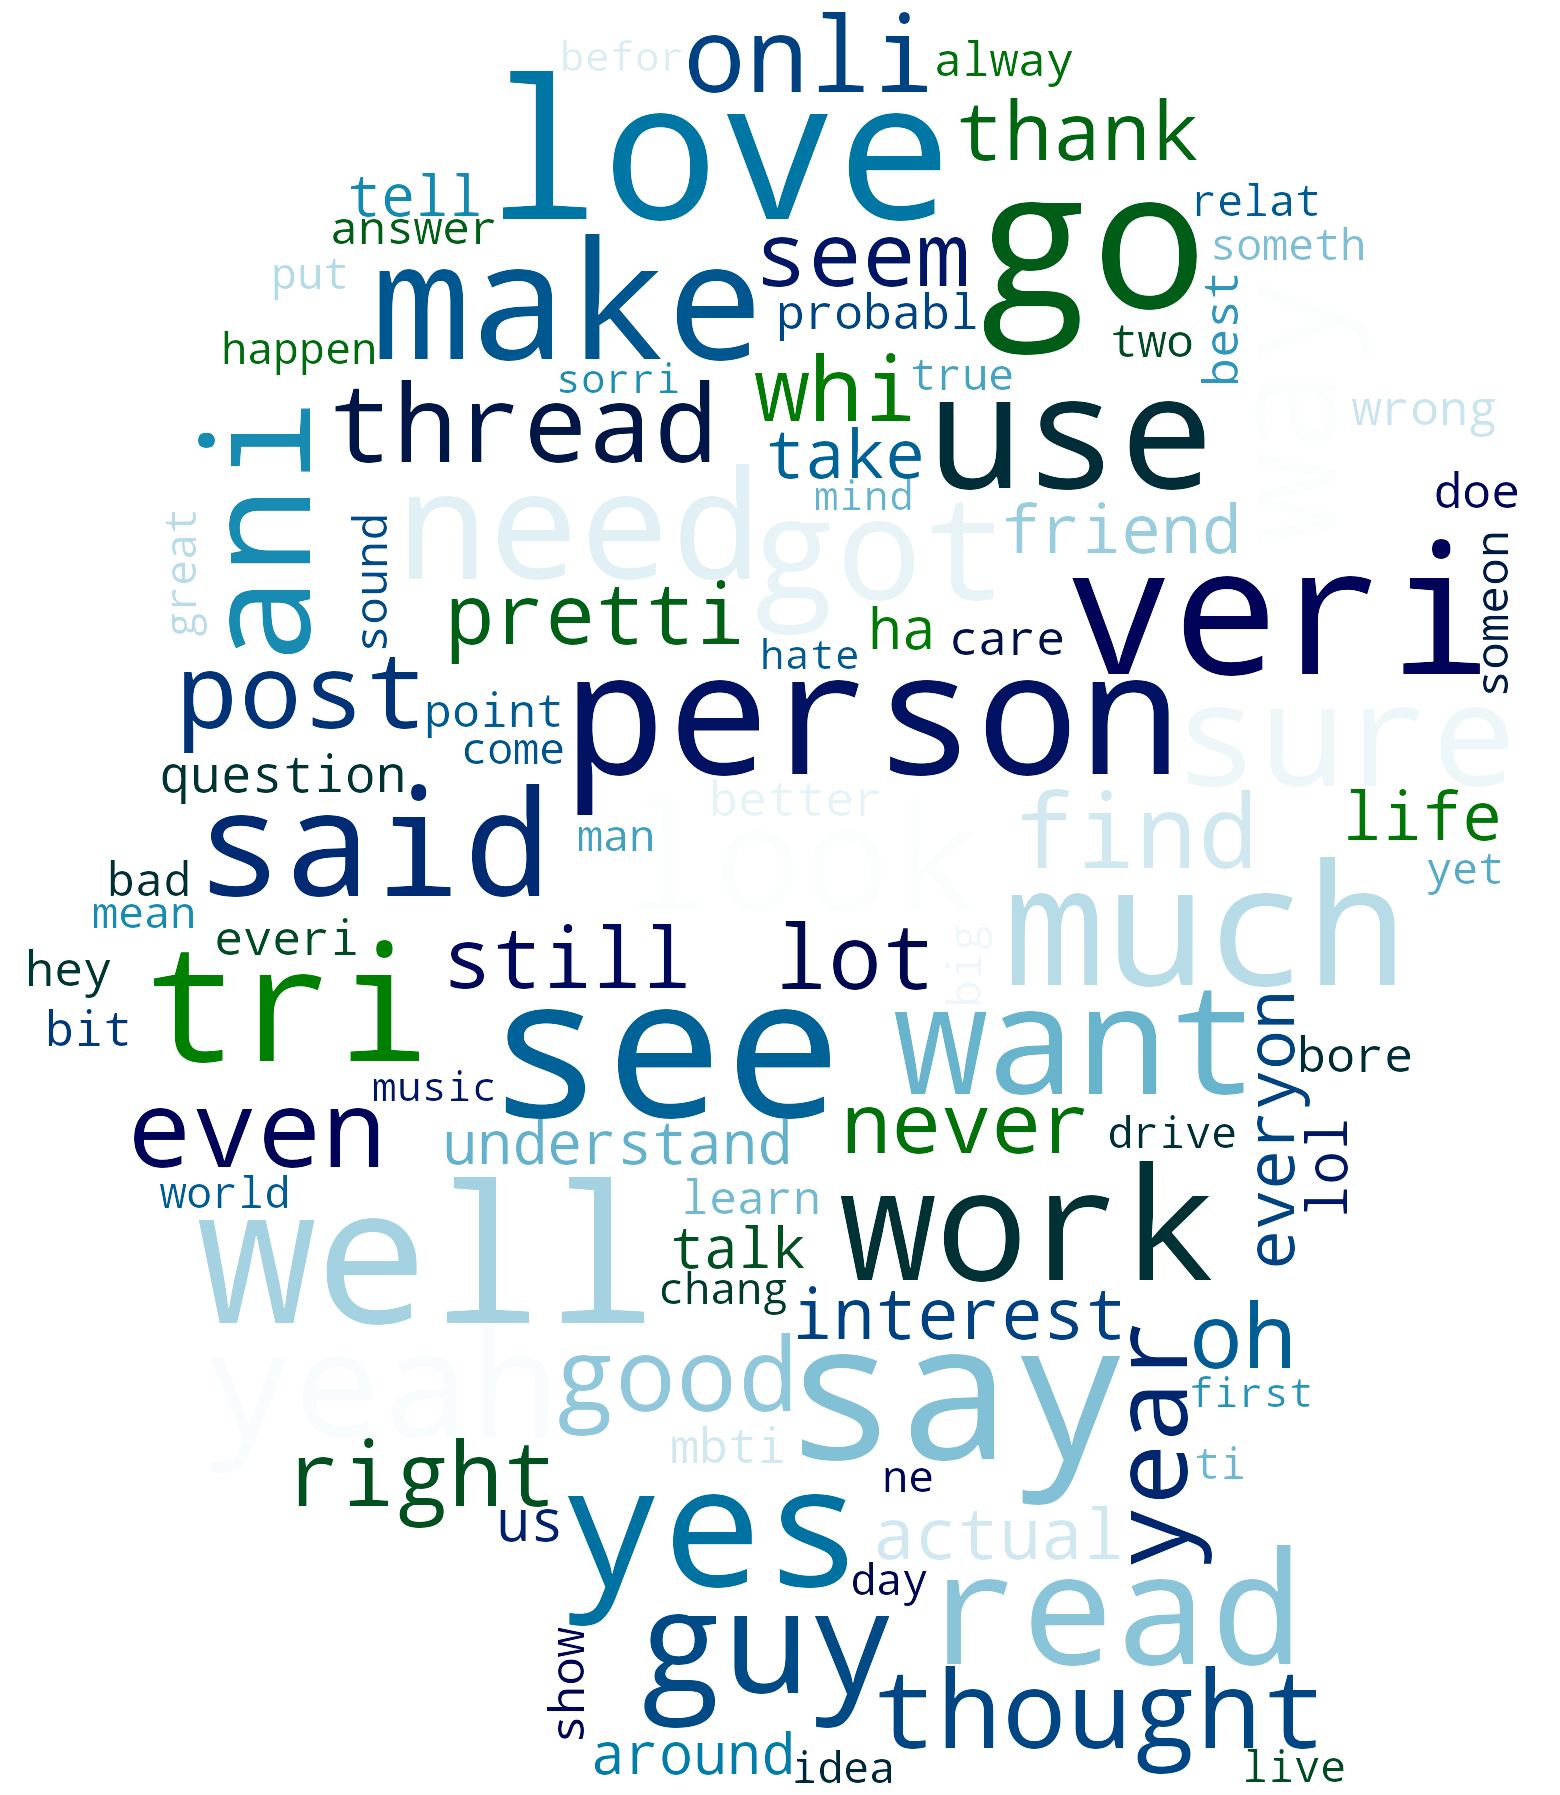 befor
onli
alway
love
thank
tell
answer
go
relat
someth
put
make
seem
probabl
best
two
way
happen
sorri
thread
whi
true
use
wrong
ani
take
mind
need
got
friend
doe
great
sound
pretti
ha
care
veri
someon
hate
post
point
come
person
sure
question
better
said
man
look
find
life
bad
mean
yet
much
everi
hey
bit
tri
still
lot
big
see
want
everyon
bore
music
even
understand
never
drive
lol
world
well
learn
work
talk
chang
interest
yeah
good
say
year
oh
first
mbti
right
us
yes
ne
ti
actual
day
read
guy
show
thought
around
idea
live